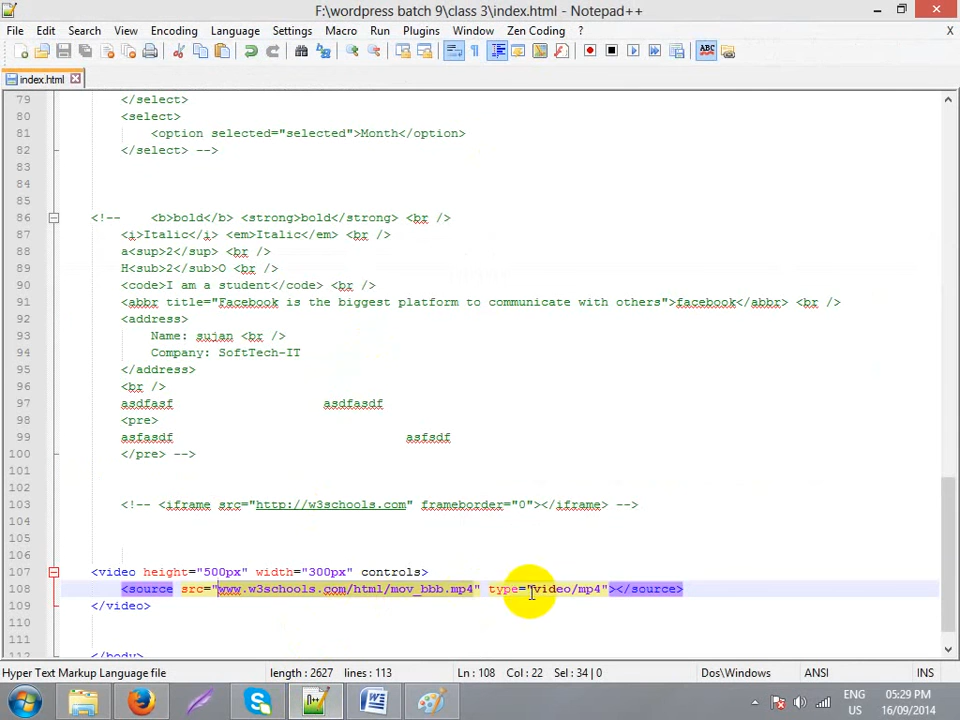 F:\wordpress batch 9\class 3\index.html - Notepad++
File Edit Search View Encoding Language Settings Macro Run Plugins Window Zen Coding ? X
index.html
79 </select>
80 <select>
81 <option selected="selected">Month</option>
82 </select> -->
83
84
85
86 <!-- <b>bold</b> <strong>bold</strong> <br />
87 <i>Italic</i> <em>Italic</em> <br />
88 a<sup>2</sup> <br />
89 H<sub>2</sub>O <br />
90 <code>I am a student</code> <br />
91 <abbr title="Facebook is the biggest platform to communicate with others">facebook</abbr> <br />
92 <address>
93 Name: sujan <br />
94 Company: SoftTech-IT
95 </address>
96 <br />
97 asdfasf asdfasdf
98 <pre>
99 asfasdf asfsdf
100 </pre> -->
101
102
103 <!-- <iframe src="http://w3schools.com" frameborder="0"></iframe> -->
104
105
106
107 <video height="500px" width="300px" controls>
108 <source src="www.w3schools.com/html/mov_bbb.mp4" type="video/mp4"></source>
109 </video>
110
111
112 </body>
Hyper Text Markup Language file length : 2627 lines : 113 Ln : 108 Col : 22 Sel : 34 | 0 Dos\Windows ANSI INS
ENG 05:29 PM
US 16/09/2014